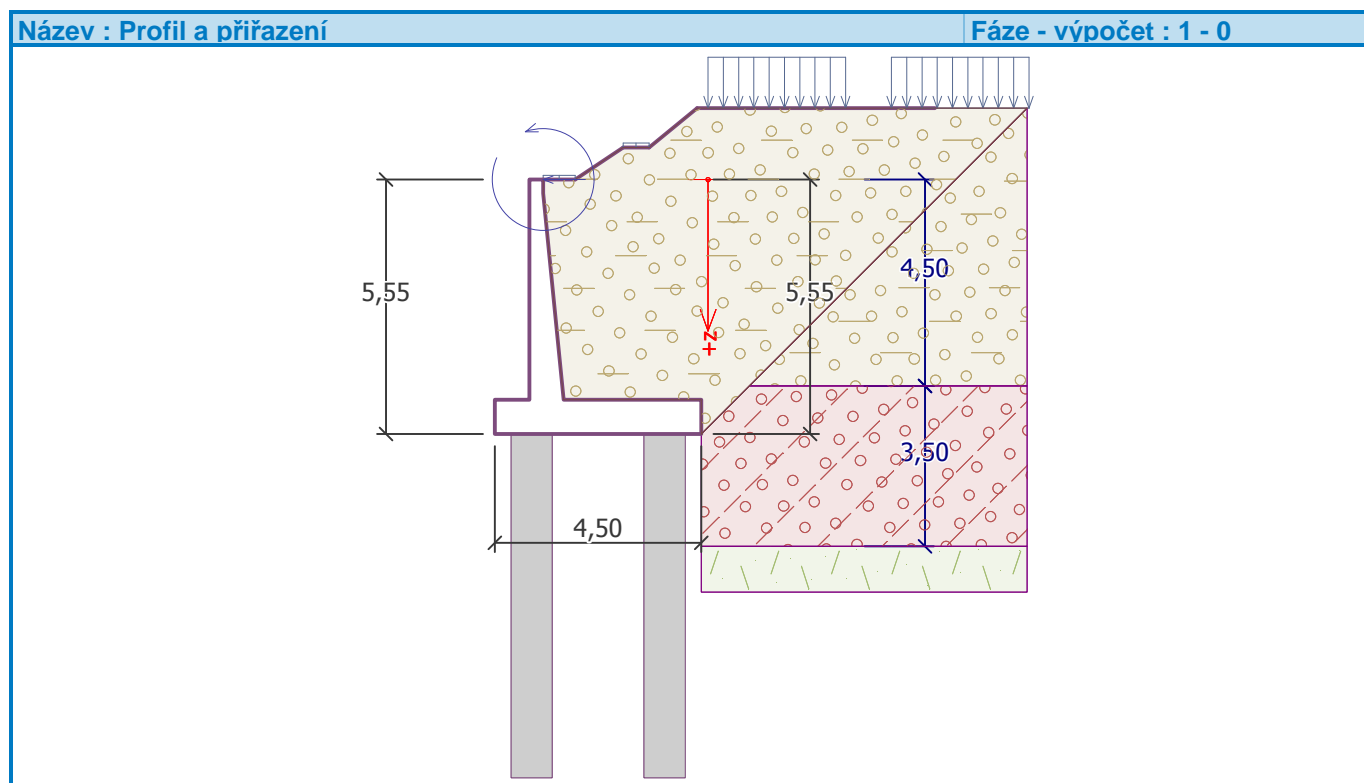 Název : Profil a přiřazení
Fáze - výpočet : 1 - 0
5,55
5,55
4,50
+Z
3,50
4,50